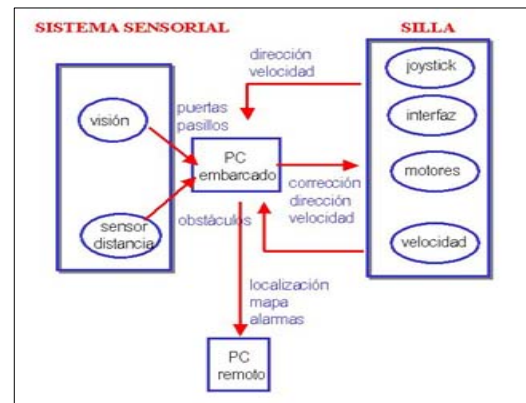 SISTEMA SENSORIAL
SILLA
dirección
velocidad
joystick
visión
puertas
pasillos
interfaz
PC
embarcado
motores
corrección
dirección
velocidad
obstáculos
sensor
distancia
velocidad
localización
mapa
alarmas
PC
remoto